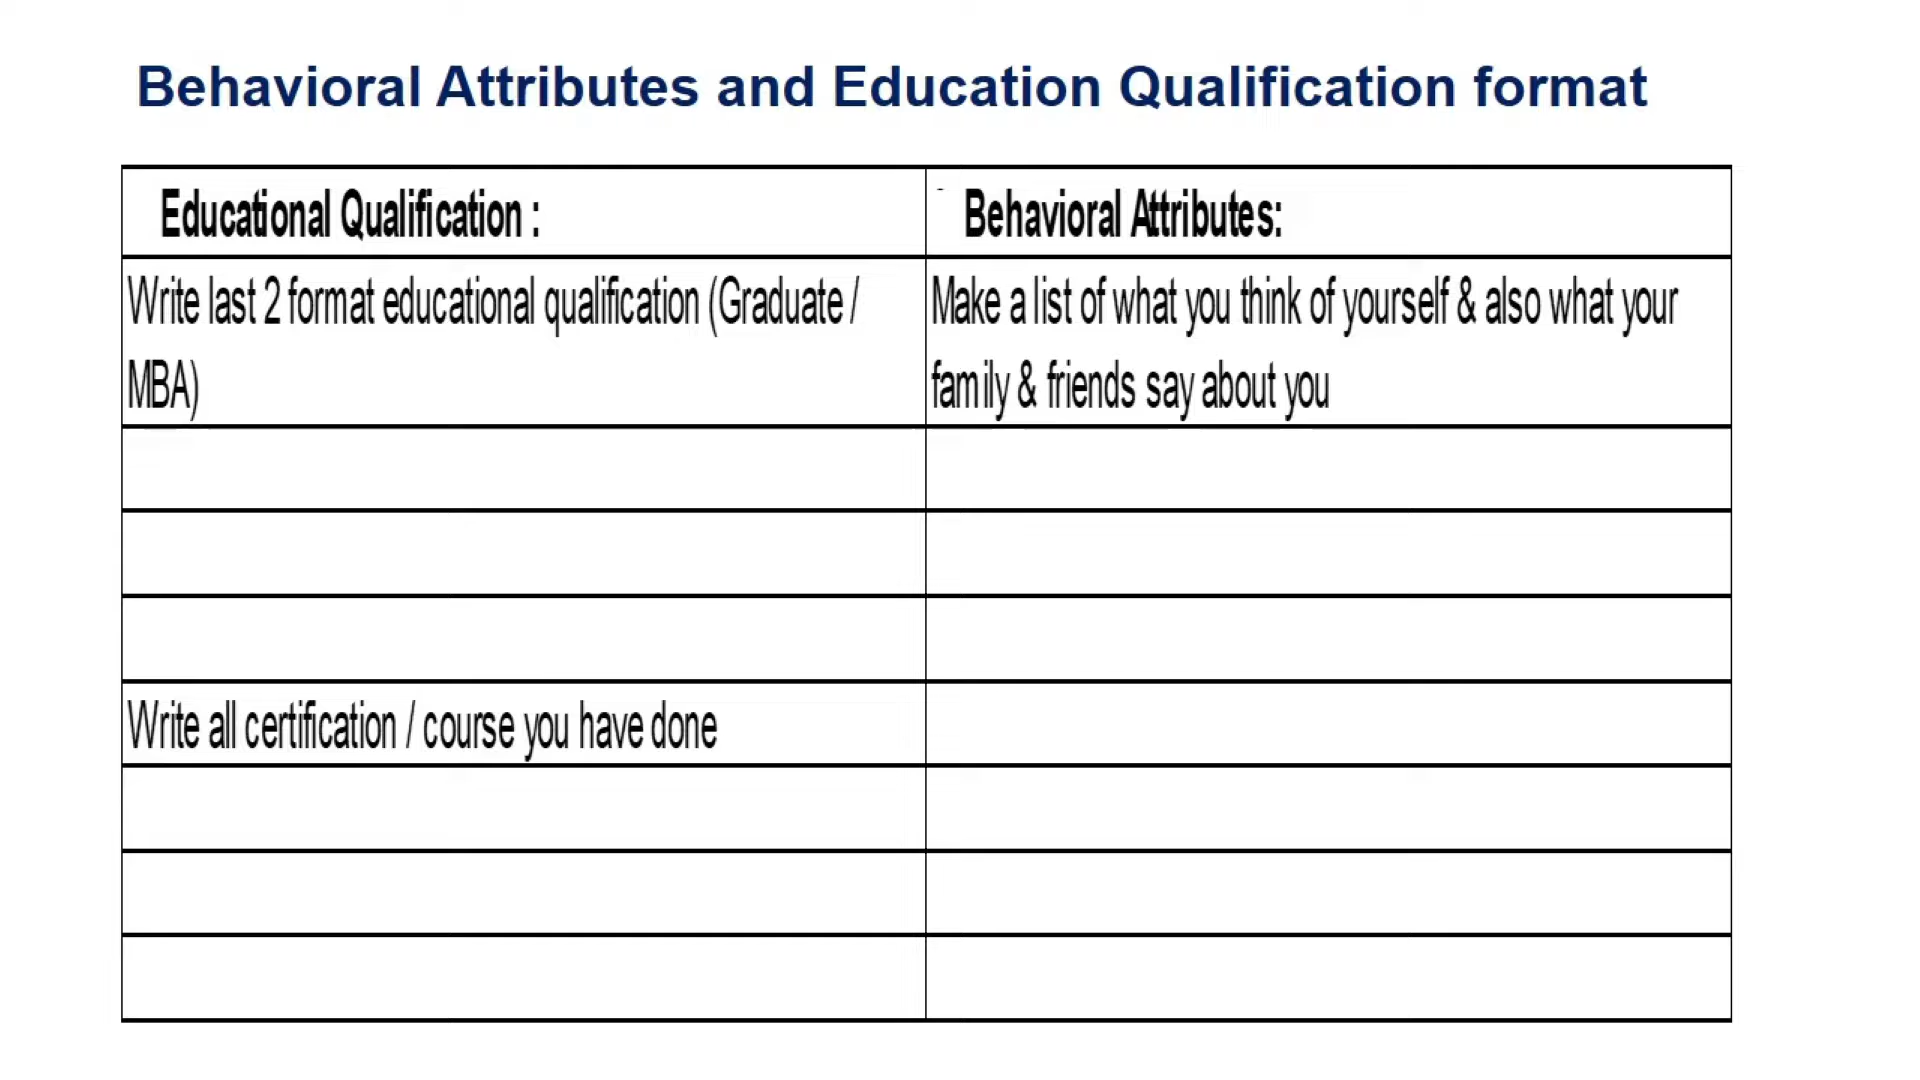 Behavioral Attributes and Education Qualification format
Educational Qualification :
Behavioral Attributes:
Write last 2 format educational qualification (Graduate /
MBA)
Make a list of what you think of yourself & also what your
family & friends say about you
Write all certification / course you have done